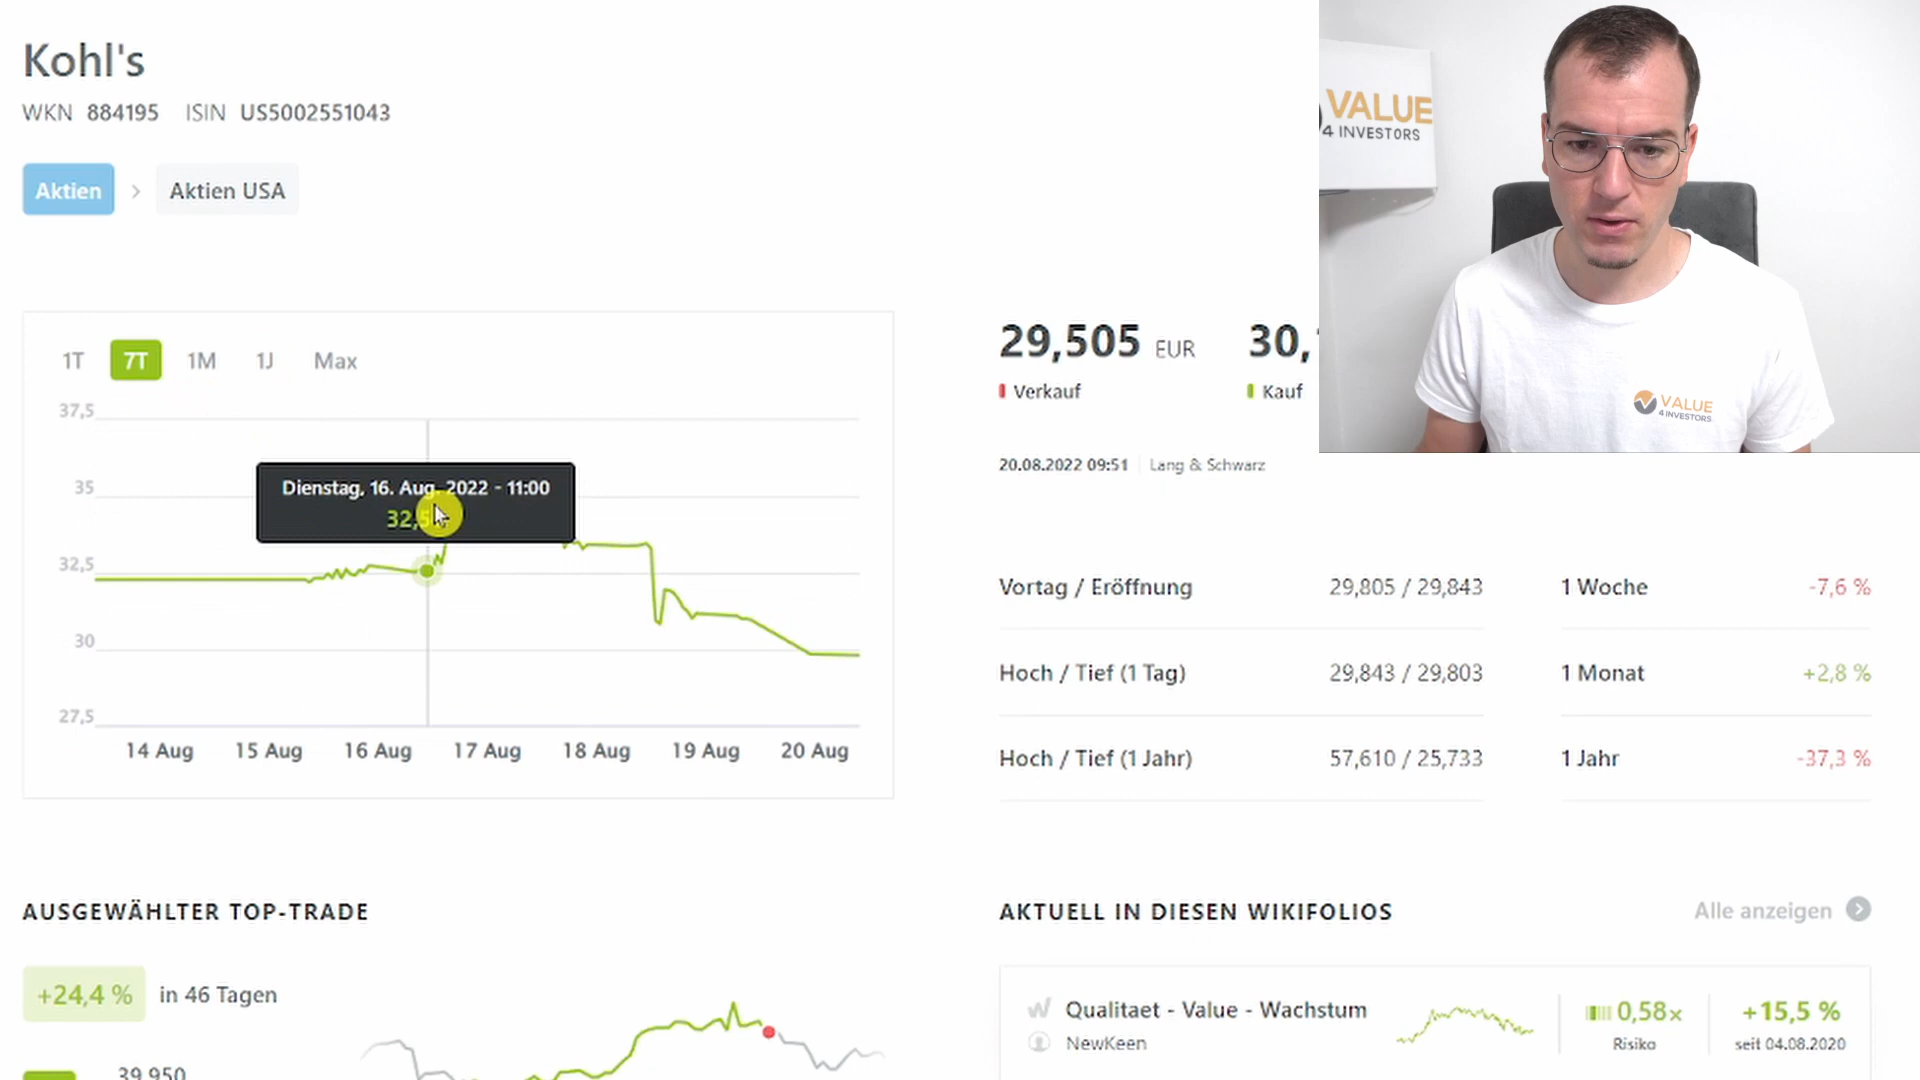 Kohl's
WKN 884195 ISIN US5002551043
Aktien
Aktien USA
VALUE
4 INVESTORS
1T 7T 1M 1J Max
37,5
35
32,5
30
27,5
Dienstag, 16. Aug. 2022 - 11:00
14 Aug 15 Aug 16 Aug 17 Aug 18 Aug 19 Aug 20 Aug
29,505 EUR
Verkauf
30,
Kauf
20.08.2022 09:51 Lang & Schwarz
VALUE
4 INVESTORS
Vortag / Eröffnung 29,805 / 29,843
Hoch / Tief (1 Tag) 29,843 / 29,803
Hoch / Tief (1 Jahr) 57,610 / 25,733
1 Woche -7,6 %
1 Monat +2,8 %
1 Jahr -37,3 %
AUSGEWÄHLTER TOP-TRADE
+24,4 % in 46 Tagen
39,950
AKTUELL IN DIESEN WIKIFOLIOS
Alle anzeigen
Qualitaet - Value - Wachstum
NewKeen
0,58x
Risiko
+15,5 %
seit 04.08.2020